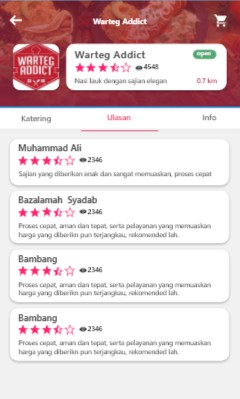 Warteg Addict
WARTEG
ADDICT
Warteg Addict
open
4548
Nasi lauk dengan sajian elegan
0.7 km
Katering
Ulasan
Info
Muhammad Ali
2346
Sajian yang diberikan enak dan sangat memuaskan, proses cepat
Bazalamah Syadab
2346
Proses cepat, aman dan tepat, serta pelayanan yang memuaskan
harga yang diberikn pun terjangkau, rekomended lah.
Bambang
2346
Proses cepat, aman dan tepat, serta pelayanan yang memuaskan
harga yang diberikn pun terjangkau, rekomended lah.
Bambang
2346
Proses cepat, aman dan tepat, serta pelayanan yang memuaskan
harga yang diberikn pun terjangkau, rekomended lah.